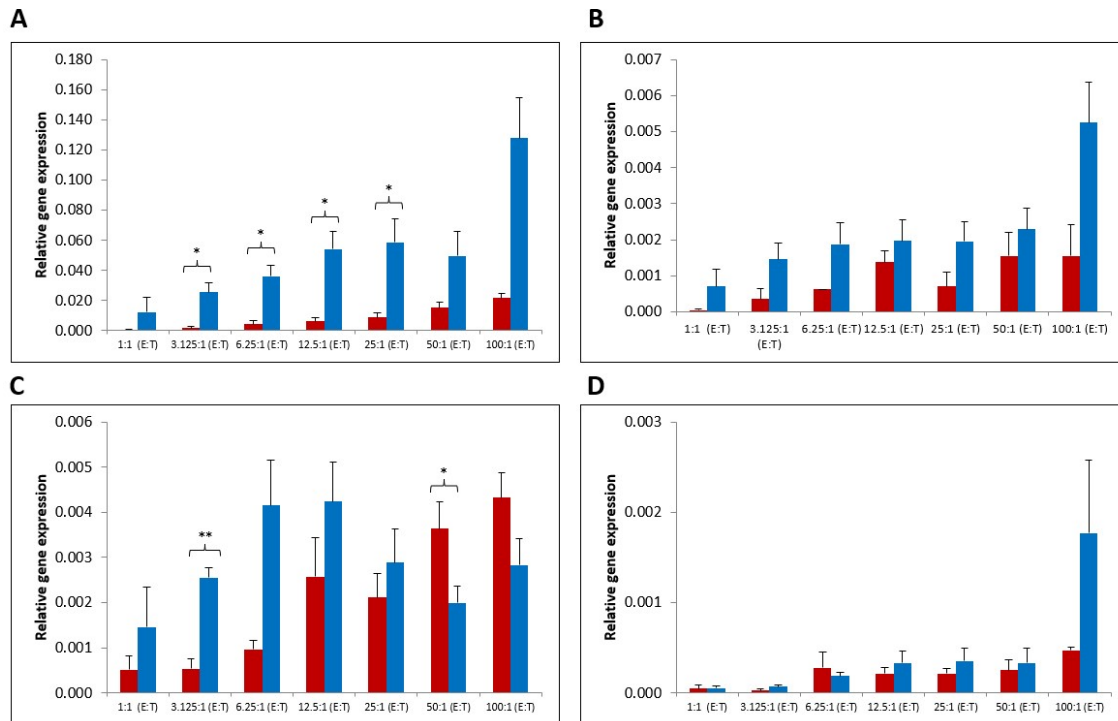 A
Relative gene expression
0.180
0.160
0.140
0.120
0.100
0.080
0.060
0.040
0.020
0.000
*
*
*
*
1:1 (E:T) 3.125:1 (E:T) 6.25:1 (E:T) 12.5:1 (E:T) 25:1 (E:T) 50:1 (E:T) 100:1 (E:T)
B
Relative gene expression
0.007
0.006
0.005
0.004
0.003
0.002
0.001
0.000
1:1 (E:T) 3.125:1 6.25:1 (E:T) 12.5:1 (E:T) 25:1 (E:T) 50:1 (E:T) 100:1 (E:T)
(E:T)
C
Relative gene expression
0.006
0.005
0.004
0.003
0.002
0.001
0.000
**
*
1:1 (E:T) 3.125:1 (E:T) 6.25:1 (E:T) 12.5:1 (E:T) 25:1 (E:T) 50:1 (E:T) 100:1 (E:T)
D
Relative gene expression
0.003
0.002
0.001
0.000
1:1 (E:T) 3.125:1 (E:T) 6.25:1 (E:T) 12.5:1 (E:T) 25:1 (E:T) 50:1 (E:T) 100:1 (E:T)